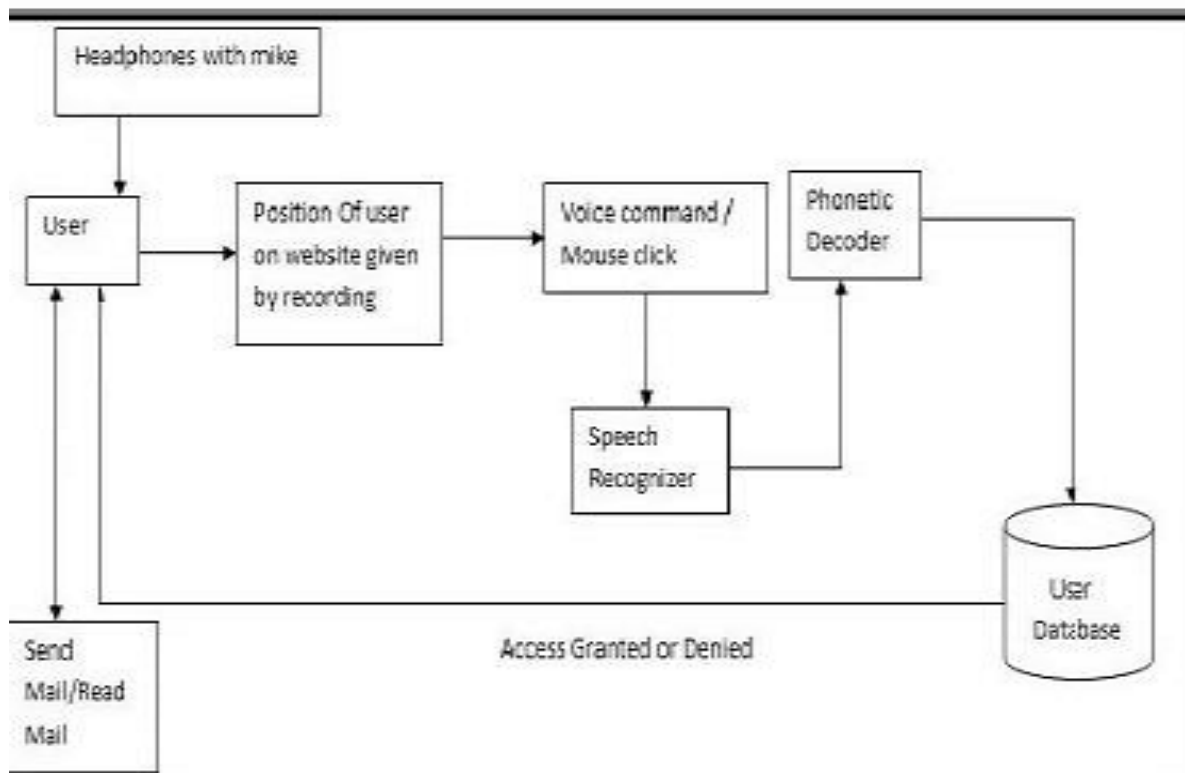 Headphones with mike
User
Position Of user
on website given
by recording
Voice command /
Mouse click
Phonetic
Decoder
Speech
Recognizer
User
Database
Access Granted or Denied
Send
Mail/Read
Mail